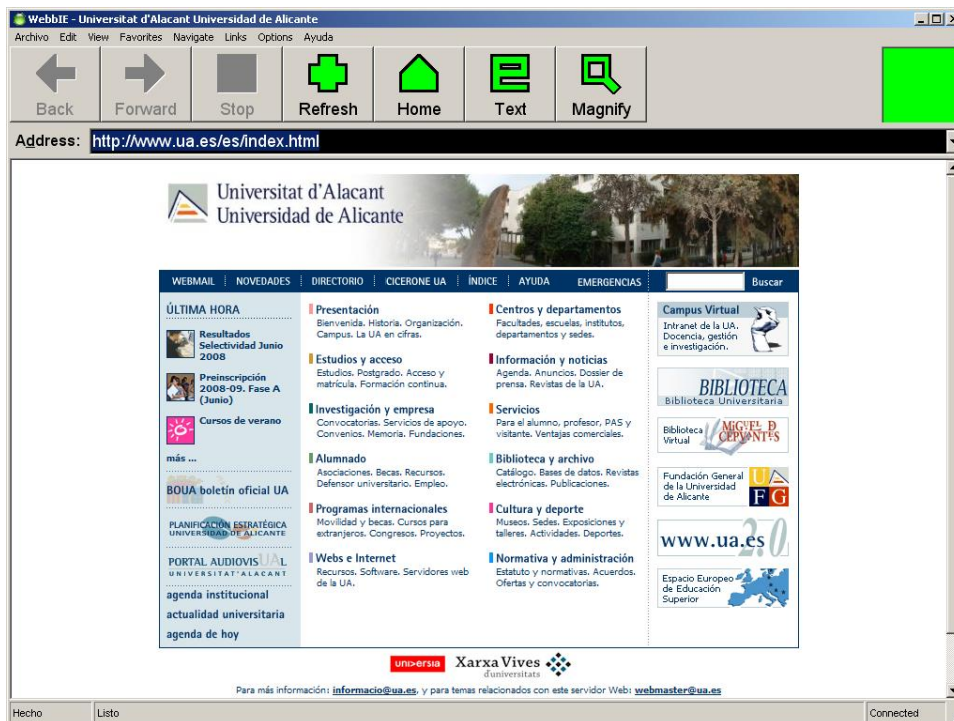 WebbIE - Universitat d'Alacant Universidad de Alicante
Archivo Edit View Favorites Navigate Links Options Ayuda
Back Forward Stop Refresh Home Text Magnify
Address: http://www.ua.es/es/index.html
Universitat d'Alacant
Universidad de Alicante
WEBMAIL NOVEDADES DIRECTORIO CICERONE UA ÍNDICE AYUDA EMERGENCIAS Buscar
ÚLTIMA HORA
Resultados
Selectividad Junio
2008
Preinscripción
2008-09. Fase A
(Junio)
Cursos de verano
más ...
BOUA boletín oficial UA
PLANIFICACIÓN ESTRATÉGICA
UNIVERSIDAD DE ALICANTE
PORTAL AUDIOVISUAL
UNIVERSITAT D'ALACANT
agenda institucional
actualidad universitaria
agenda de hoy
Presentación
Bienvenida. Historia. Organización.
Campus. La UA en cifras.
Estudios y acceso
Estudios. Postgrado. Acceso y
matrícula. Formación continua.
Investigación y empresa
Convocatorias. Servicios de apoyo.
Convenios. Memoria. Fundaciones.
Alumnado
Asociaciones. Becas. Recursos.
Defensor universitario. Empleo.
Programas internacionales
Movilidad y becas. Cursos para
extranjeros. Congresos. Proyectos.
Webs e Internet
Recursos. Software. Servidores web
de la UA.
Centros y departamentos
Facultades, escuelas, institutos,
departamentos y sedes.
Información y noticias
Agenda. Anuncios. Dossier de
prensa. Revistas de la UA.
Servicios
Para el alumno, profesor, PAS y
visitante. Ventajas comerciales.
Biblioteca y archivo
Catálogo. Bases de datos. Revistas
electrónicas. Publicaciones.
Cultura y deporte
Museos. Sedes. Exposiciones y
talleres. Actividades. Deportes.
Normativa y administración
Estatuto y normativas. Acuerdos.
Ofertas y convocatorias.
Campus Virtual
Intranet de la UA.
Docencia, gestión
e investigación.
BIBLIOTECA
Biblioteca Universitaria
Biblioteca
Virtual
MIGUEL D
CERVANTES
Fundación General
de la Universidad
de Alicante
U A
F G
www.ua.es 2.0
Espacio Europeo
de Educación
Superior
universia Xarxa Vives
d'universitats
Para más información: informacio@ua.es, y para temas relacionados con este servidor Web: webmaster@ua.es
Hecho Listo Connected